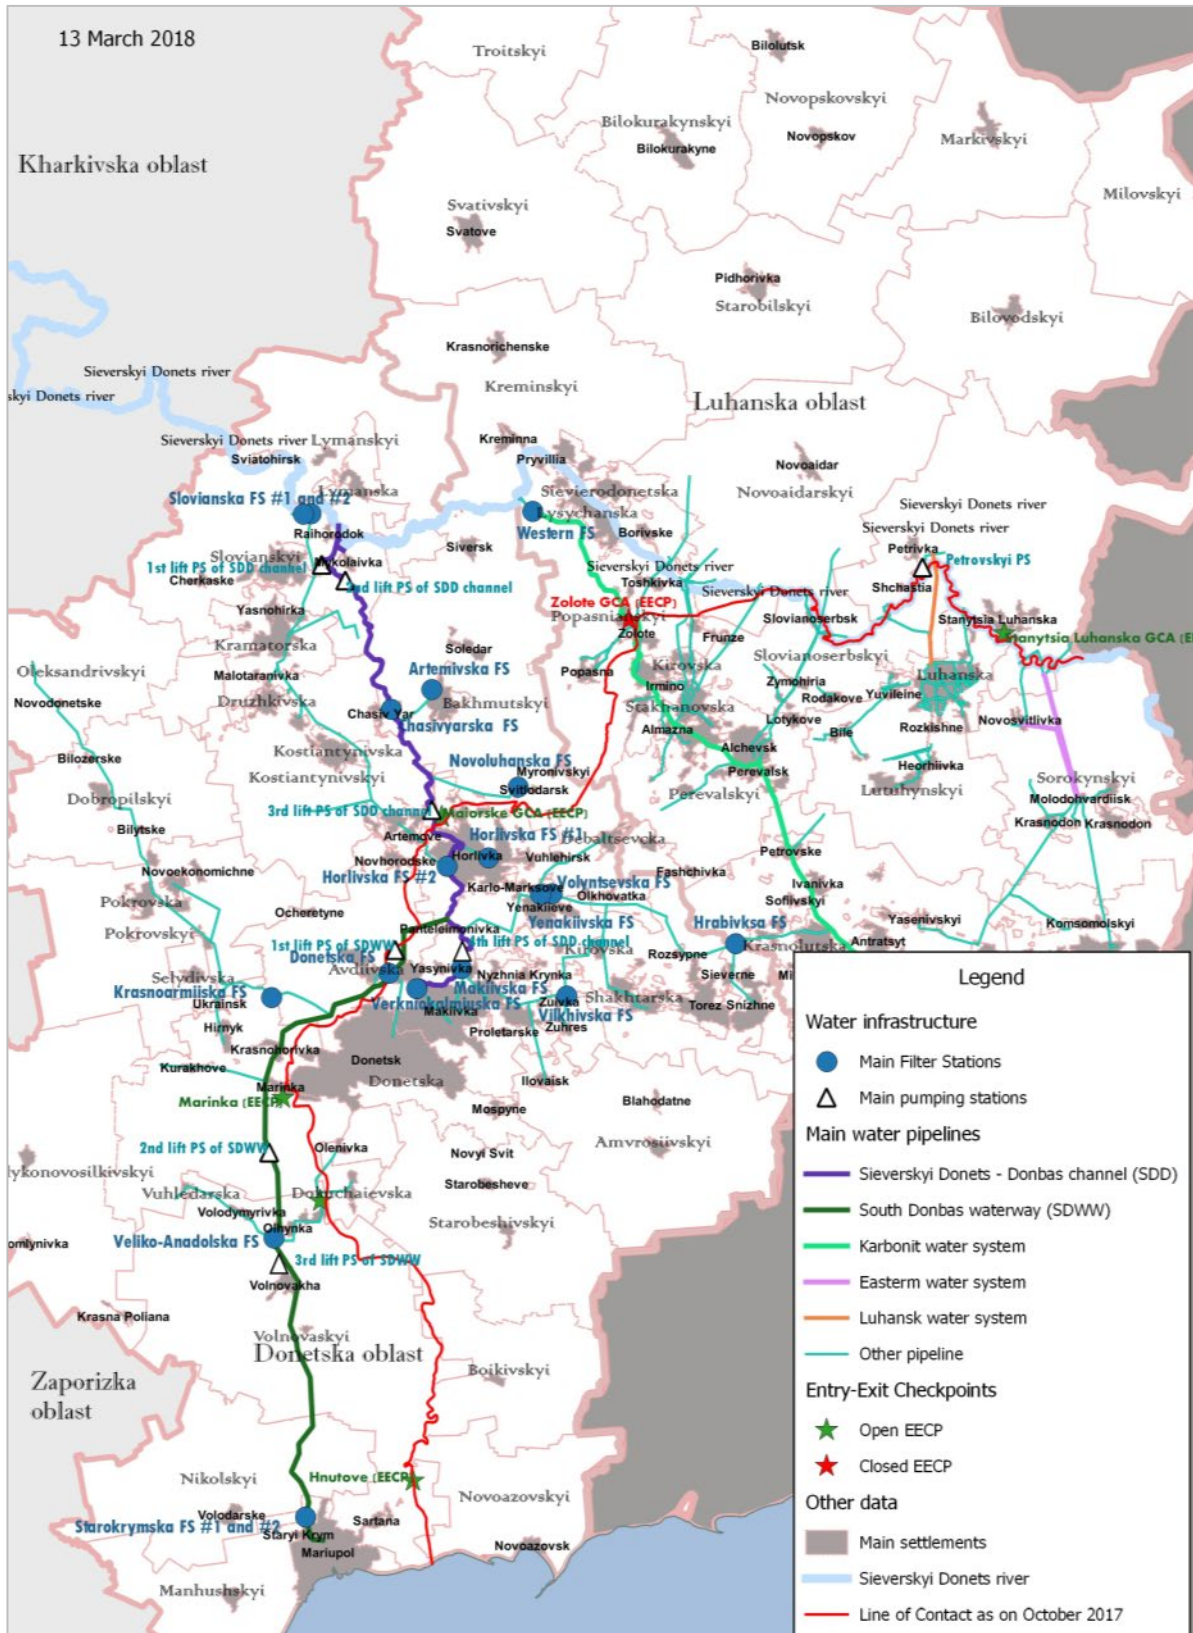 13 March 2018
Troitskyi
Bilolutsk
Novopskovskyi
Bilokurakynskyi
Bilokurakyne
Novopskov
Markivskyi
Kharkivska oblast
Milovskyi
Svativskyi
Svatove
Pidhorivka
Starobilskyi
Bilovodskyi
Krasnorichenske
Kreminskyi
Sieverskyi Donets river
skyi Donets river
Luhanska oblast
Sieverskyi Donets river
Lymanskyi
Sviatohirsk
Kreminna
Pryvillia
Novoaidar
Novoaidarskyi
Slovianska FS #1 and #2
Lymanska
Sievierodonetska
Lysychanska
Western FS
Borivske
Sieverskyi Donets river
Sieverskyi Donets river
Petrivka
Petrovskyi PS
Raihorodok
Slovianskyi
Siversk
1st lift PS of SDD channel
Mykolaivka
Cherkaske
2nd lift PS of SDD channel
Sieverskyi Donets river
Toshkivka
Sieverskyi Donets river
Shchastia
Yasnohirka
Zolote GCA (EECP)
Popasnianskyi
Zolote
Slovianoserbsk
Stanytsia Luhanska
Stanytsia Luhanska GCA (EE
Kramatorska
Soledar
Frunze
Slovianoserbskyi
Oleksandrivskyi
Malotaranivka
Artemivsk FS
Popasna
Kirovska
Luhanska
Novodonetske
Druzhkivska
Bakhmutskyi
Irmino
Zymohiria
Rodakove
Yuvileine
Chasiv Yar
Chasivyarska FS
Stakhanovska
Lotykove
Novosvitlivka
Almazna
Bile
Rozkishne
Kostiantynivska
Alchevsk
Bilozerske
Novoluhanska FS
Kostiantynivskyi
Myronivskyi
Perevalsk
Heorhiivka
Svitlodarsk
Perevalskyi
Lutuhynskyi
Sorokynskyi
Dobropilskyi
3rd lift PS of SDD channel
Maiorske GCA (EECP)
Molodohvardiisk
Krasnodon
Krasnodon
Bilytske
Artemove
Horlivska FS #1
Debaltsevcka
Novhorodske
Horlivka
Vuhlehirsk
Petrovske
Horlivska FS #2
Fashchivka
Novoekonomichne
Karlo-Marksove
Volyntsevska FS
Olkhovatka
Ivanivka
Sofiivskyi
Pokrovska
Ocheretyne
Yenakiieve
Yenakiivska FS
Yasenivskyi
Komsomolskyi
Pokrovskyi
Panteleimonivka
Hrabivksa FS
1st lift PS of SDWW
4th lift PS of SDD channel
Kirovska
Krasnolutska
Antratsyt
Donetska FS
Rozsypne
Avdiivska
Yasynivka
Selydivska
Nyzhnia Krynka
Sieverne
Mi
Krasnoarmiiska FS
Makiivska FS
Shakhtarska
Ukrainsk
Verkniokalmiuska FS
Zuivka
Torez
Snizhne
Makiivka
Vilkhivska FS
Hirnyk
Proletarske
Zuhres
Krasnohorivka
Donetsk
Kurakhove
Donetska
Ilovaisk
Marinka
Marinka (EECP)
Blahodatne
Mospyne
Amvrosiivskyi
2nd lift PS of SDWW
Olenivka
Novyi Svit
lykonovosilkivskyi
Starobesheve
Vuhledarska
Dokuchaievska
Volodymyrivka
Starobeshivskyi
Olhynka
Veliko-Anadolska FS
omlynivka
3rd lift PS of SDWW
Volnovakha
Krasna Poliana
Volnovaskyi
Donetska oblast
Boikivskyi
Zaporizka
oblast
Nikolskyi
Hnutove (EECP)
Novoazovskyi
Volodarske
Starokrymska FS #1 and #2
Sartana
Staryi Krym
Mariupol
Novoazovsk
Manhushskyi
Legend
Water infrastructure
Main Filter Stations
Main pumping stations
Main water pipelines
Sieverskyi Donets - Donbas channel (SDD)
South Donbas waterway (SDWW)
Karbonit water system
Easterm water system
Luhansk water system
Other pipeline
Entry-Exit Checkpoints
Open EECP
Closed EECP
Other data
Main settlements
Sieverskyi Donets river
Line of Contact as on October 2017